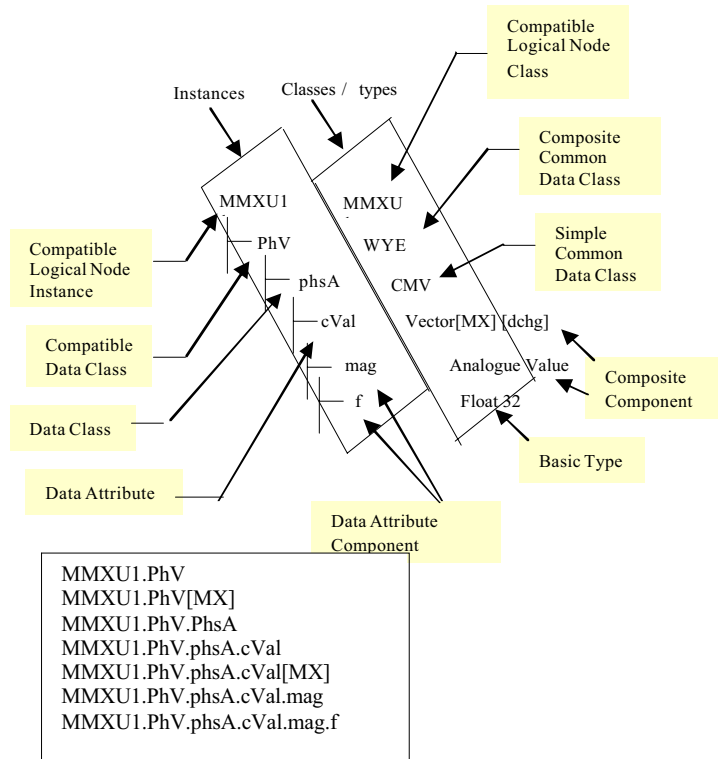 Compatible
Logical Node
Class
Instances
Classes / types
Composite
Common
Data Class
MMXU1
MMXU
Compatible
Logical Node
Instance
PhV
WYE
Simple
Common
Data Class
phsA
CMV
Compatible
Data Class
cVal
Vector[MX] [dchg]
mag
Analogue Value
Composite
Component
Data Class
f
Float 32
Basic Type
Data Attribute
Data Attribute
Component
MMXU1.PhV
MMXU1.PhV[MX]
MMXU1.PhV.PhsA
MMXU1.PhV.phsA.cVal
MMXU1.PhV.phsA.cVal[MX]
MMXU1.PhV.phsA.cVal.mag
MMXU1.PhV.phsA.cVal.mag.f